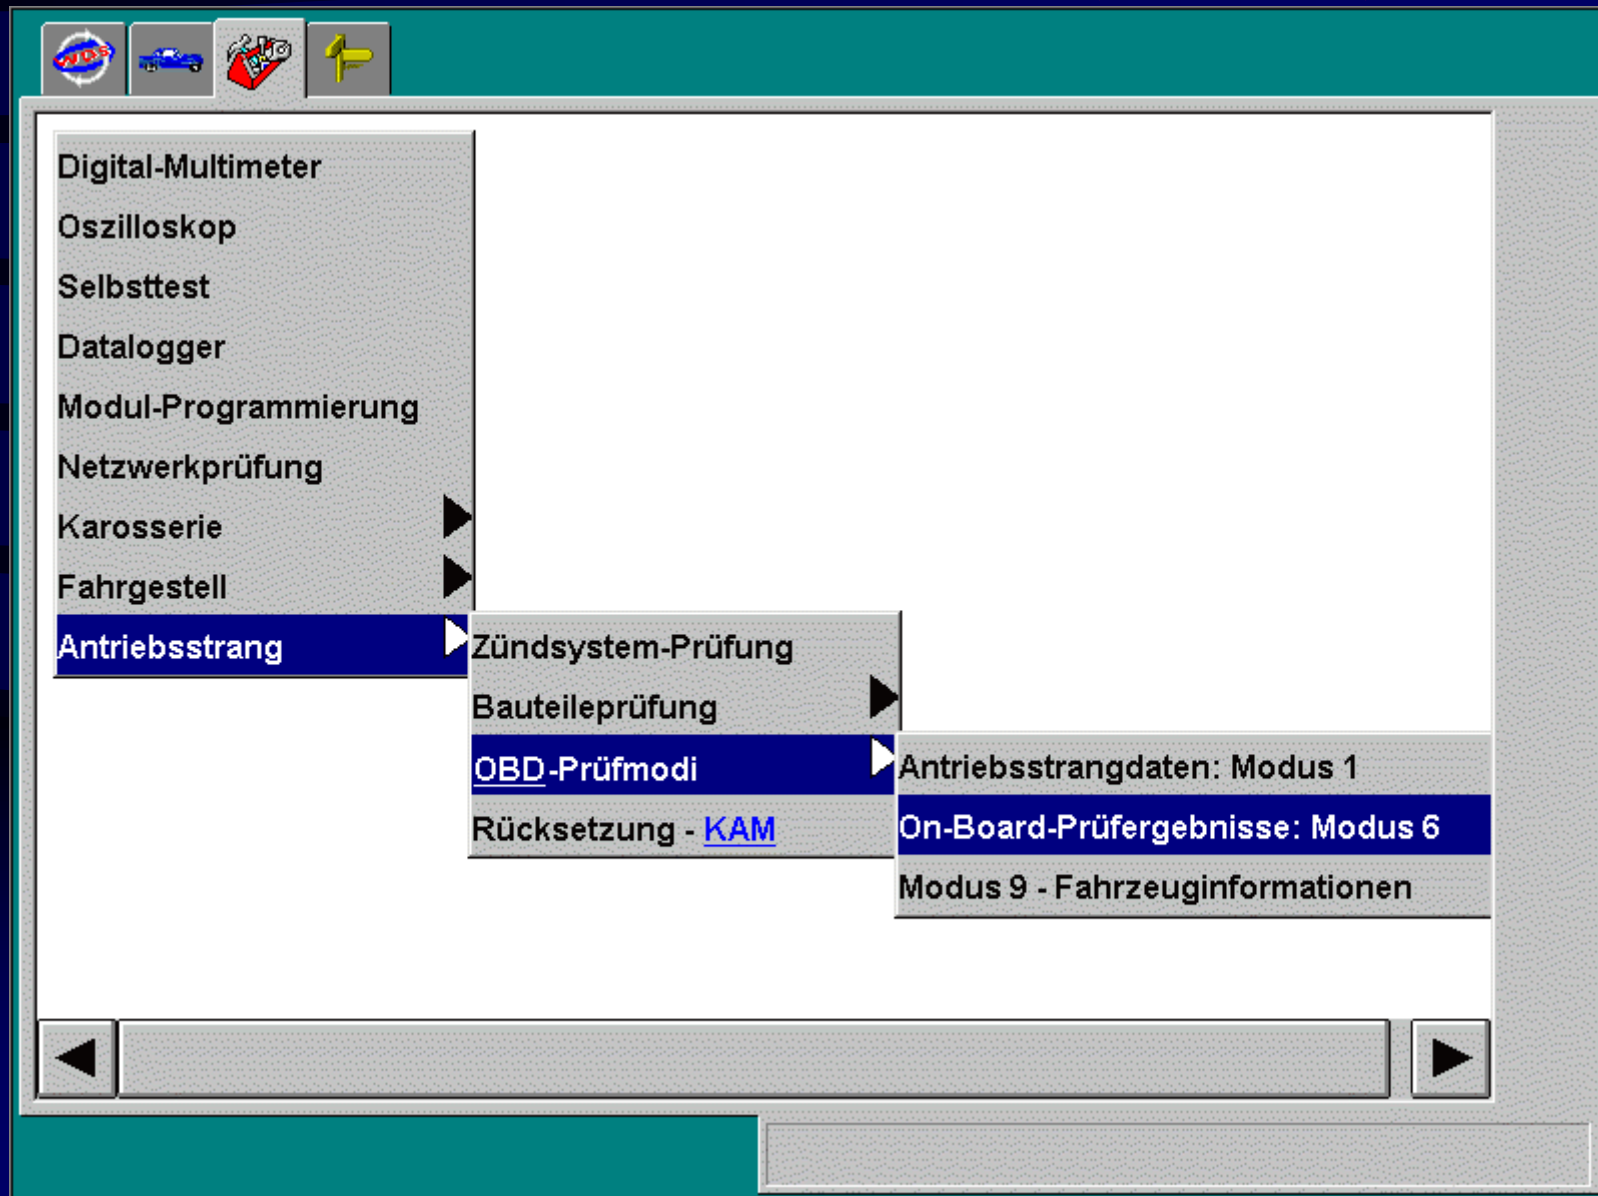 WDS
Digital-Multimeter
Oszilloskop
Selbsttest
Datalogger
Modul-Programmierung
Netzwerkprüfung
Karosserie
Fahrgestell
Antriebsstrang
Zündsystem-Prüfung
Bauteileprüfung
OBD-Prüfmodi
Rücksetzung - KAM
Antriebsstrangdaten: Modus 1
On-Board-Prüfergebnisse: Modus 6
Modus 9 - Fahrzeuginformationen